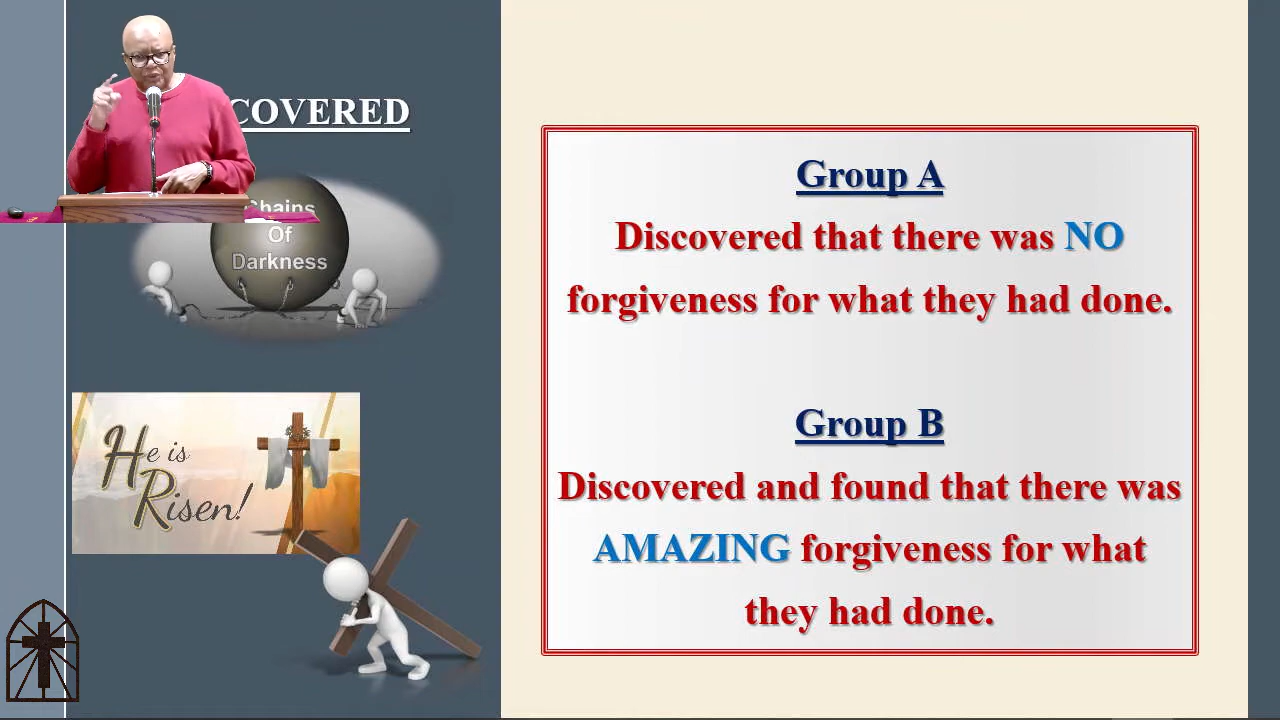 COVERED
Chains
Of
Darkness
He is
Risen!
Group A
Discovered that there was NO
forgiveness for what they had done.
Group B
Discovered and found that there was
AMAZING forgiveness for what
they had done.